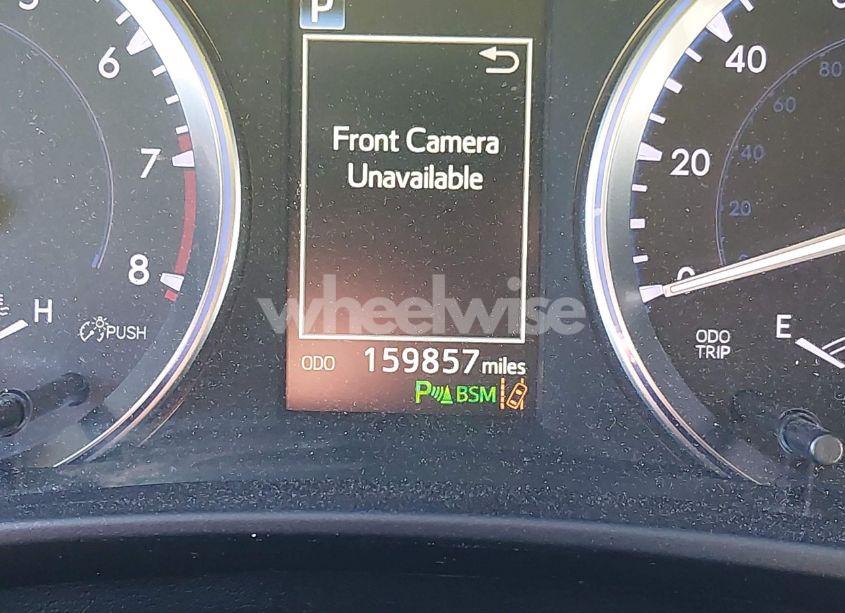 P
Front Camera
Unavailable
ODO 159857 miles
P BSM
6
7
8
H
PUSH
40
20
0
80
60
40
20
ODO
TRIP
E
wheelwise